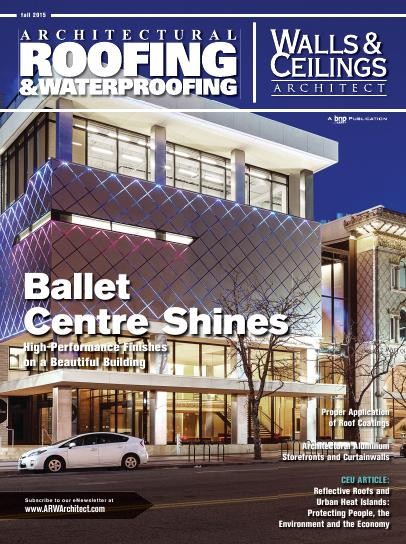 fall 2015
ARCHITECTURAL
ROOFING
& WATERPROOFING
WALLS &
CEILINGS
ARCHITECT
A bnp PUBLICATION
Ballet
Centre Shines
High-Performance Finishes
on a Beautiful Building
Proper Application
of Roof Coatings
Architectural Aluminum
Storefronts and Curtainwalls
CEU ARTICLE:
Reflective Roofs and
Urban Heat Islands:
Protecting People, the
Environment and the Economy
Subscribe to our eNewsletter at
www.ARWArchitect.com